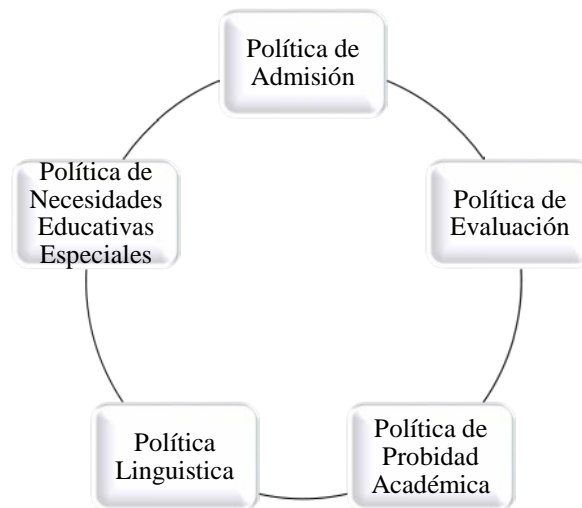 Política de
Admisión
Política de
Evaluación
Política de
Probidad
Académica
Política
Linguistica
Política de
Necesidades
Educativas
Especiales